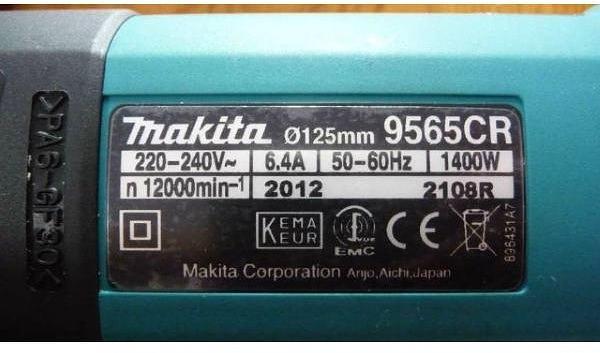 makita Ø125mm 9565CR
220-240V~ 6.4A 50-60Hz 1400W
n 12000min-1 2012 2108R
KEMA
KEUR
VDE
EMC
CE
896431A7
Makita Corporation Anjo, Aichi, Japan
>PA6-GF30<